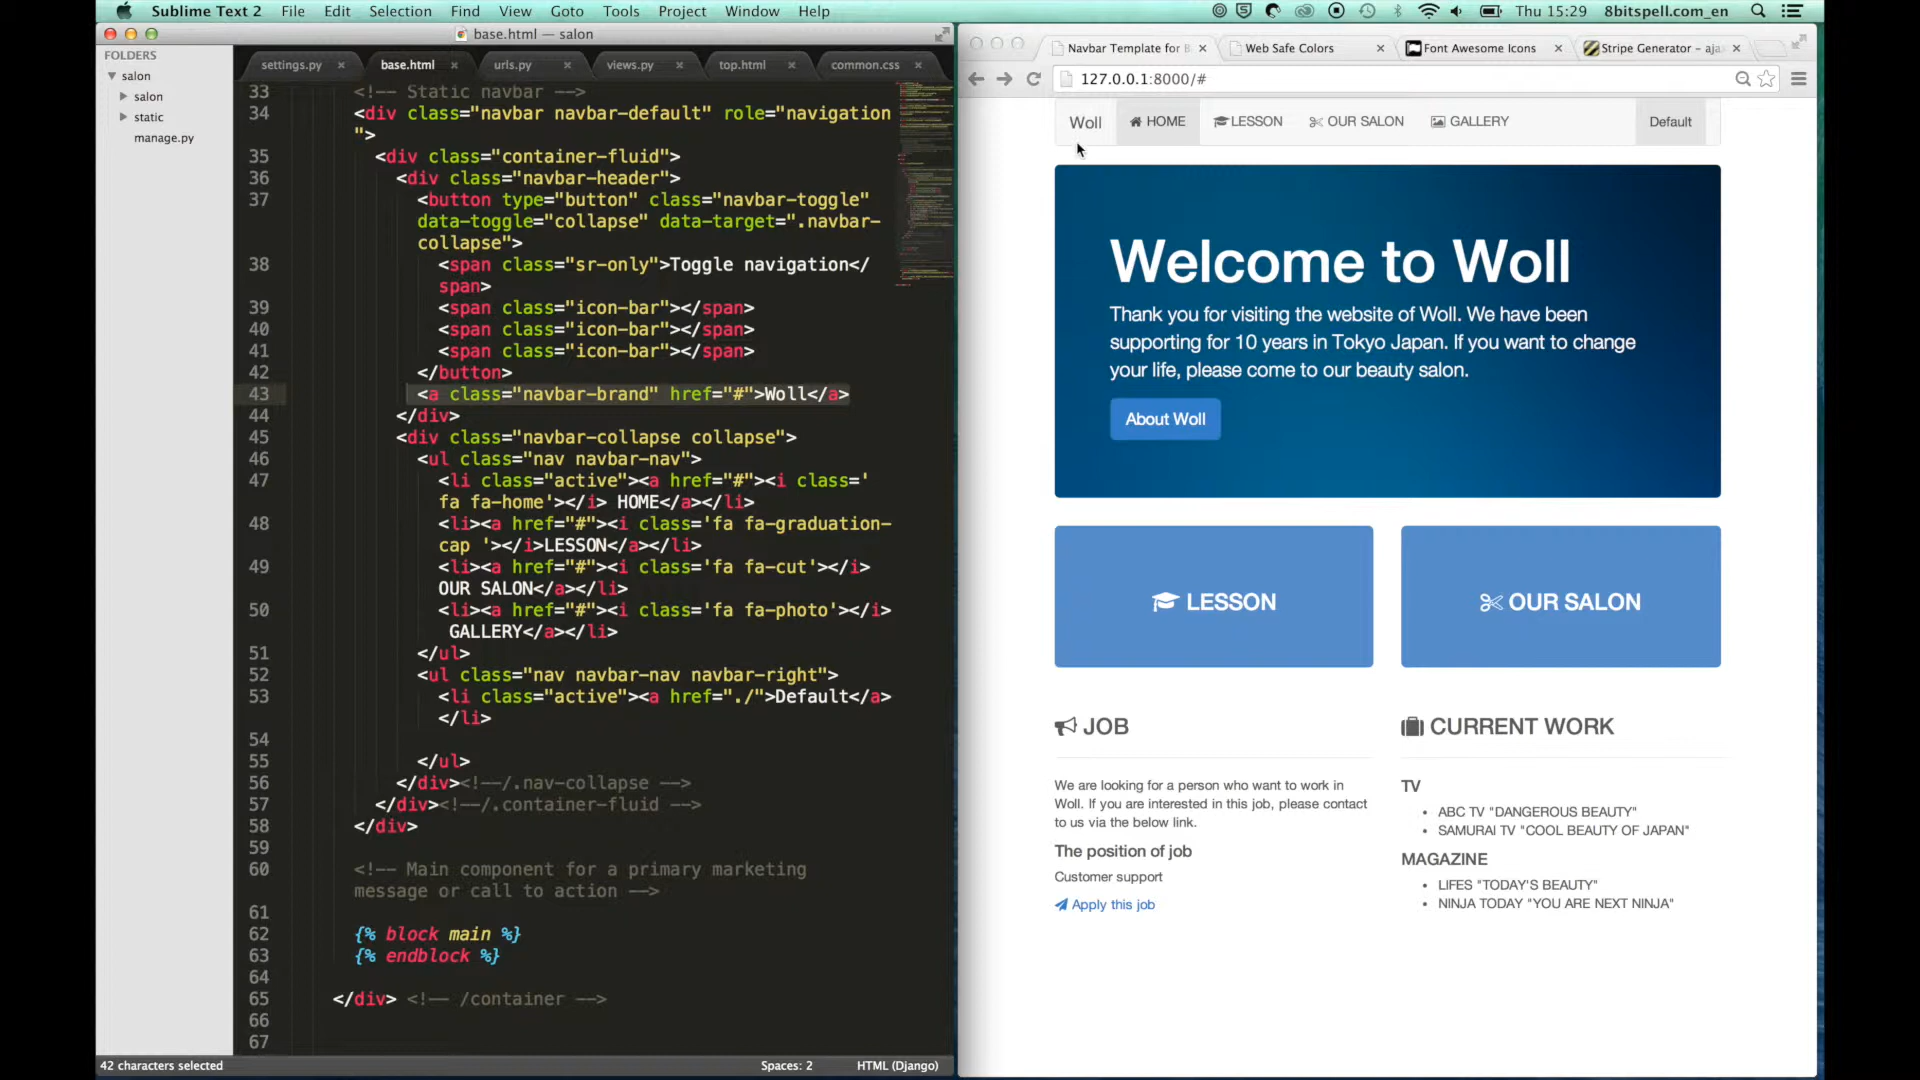 Sublime Text 2 File Edit Selection Find View Goto Tools Project Window Help Thu 15:29 8bitspell.com_en
base.html — salon
FOLDERS
salon
salon
static
manage.py
settings.py × base.html × urls.py × views.py × top.html × common.css ×
33 <!-- Static navbar -->
34 <div class="navbar navbar-default" role="navigation
">
35 <div class="container-fluid">
36 <div class="navbar-header">
37 <button type="button" class="navbar-toggle"
data-toggle="collapse" data-target=".navbar-
collapse">
38 <span class="sr-only">Toggle navigation</
span>
39 <span class="icon-bar"></span>
40 <span class="icon-bar"></span>
41 <span class="icon-bar"></span>
42 </button>
43 <a class="navbar-brand" href="#">Woll</a>
44 </div>
45 <div class="navbar-collapse collapse">
46 <ul class="nav navbar-nav">
47 <li class="active"><a href="#"><i class='
fa fa-home'></i> HOME</a></li>
48 <li><a href="#"><i class='fa fa-graduation-
cap '></i>LESSON</a></li>
49 <li><a href="#"><i class='fa fa-cut'></i>
OUR SALON</a></li>
50 <li><a href="#"><i class='fa fa-photo'></i>
GALLERY</a></li>
51 </ul>
52 <ul class="nav navbar-nav navbar-right">
53 <li class="active"><a href="./">Default</a>
</li>
54
55 </ul>
56 </div><!--/.nav-collapse -->
57 </div><!--/.container-fluid -->
58 </div>
59
60 <!-- Main component for a primary marketing
message or call to action -->
61
62 {% block main %}
63 {% endblock %}
64
65 </div> <!-- /container -->
66
67
42 characters selected Spaces: 2 HTML (Django)
Navbar Template for B × Web Safe Colors × Font Awesome Icons × Stripe Generator - aja ×
127.0.0.1:8000/#
Woll HOME LESSON OUR SALON GALLERY Default
Welcome to Woll
Thank you for visiting the website of Woll. We have been
supporting for 10 years in Tokyo Japan. If you want to change
your life, please come to our beauty salon.
About Woll
LESSON
OUR SALON
JOB
We are looking for a person who want to work in
Woll. If you are interested in this job, please contact
to us via the below link.
The position of job
Customer support
Apply this job
CURRENT WORK
TV
• ABC TV "DANGEROUS BEAUTY"
• SAMURAI TV "COOL BEAUTY OF JAPAN"
MAGAZINE
• LIFES "TODAY'S BEAUTY"
• NINJA TODAY "YOU ARE NEXT NINJA"